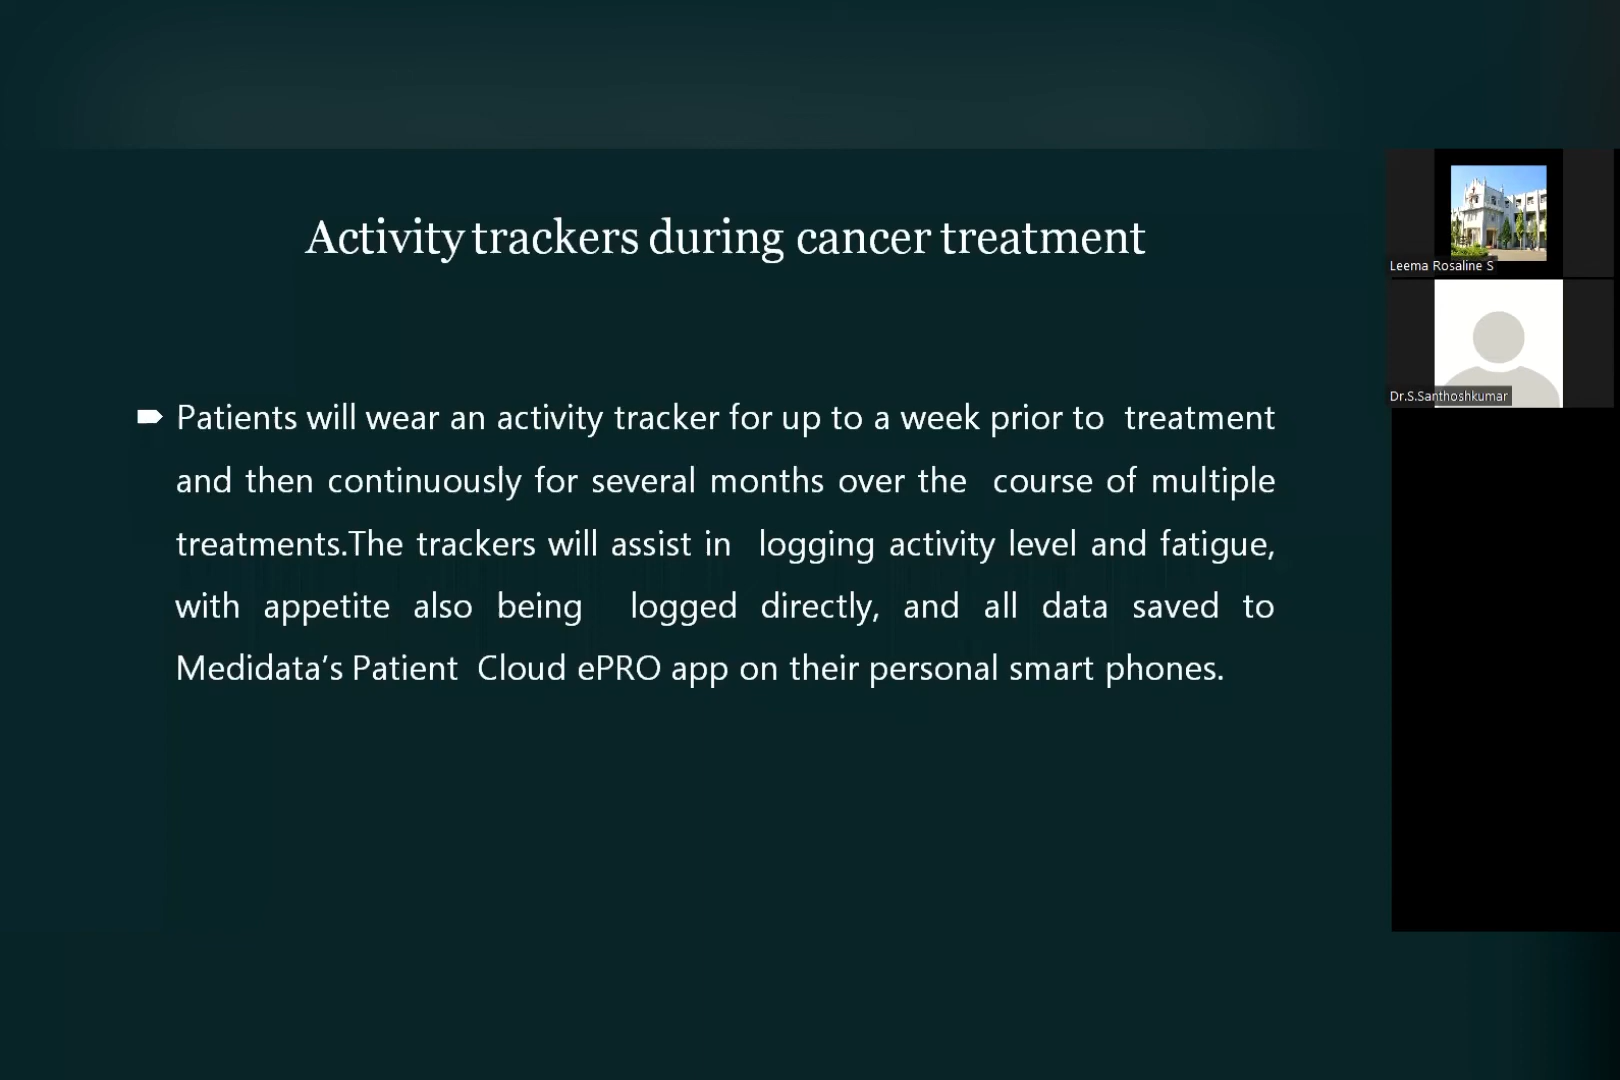 Activity trackers during cancer treatment
Patients will wear an activity tracker for up to a week prior to treatment
and then continuously for several months over the course of multiple
treatments.The trackers will assist in logging activity level and fatigue,
with appetite also being logged directly, and all data saved to
Medidata’s Patient Cloud ePRO app on their personal smart phones.
Leema Rosaline S
Dr.S.Santhoshkumar